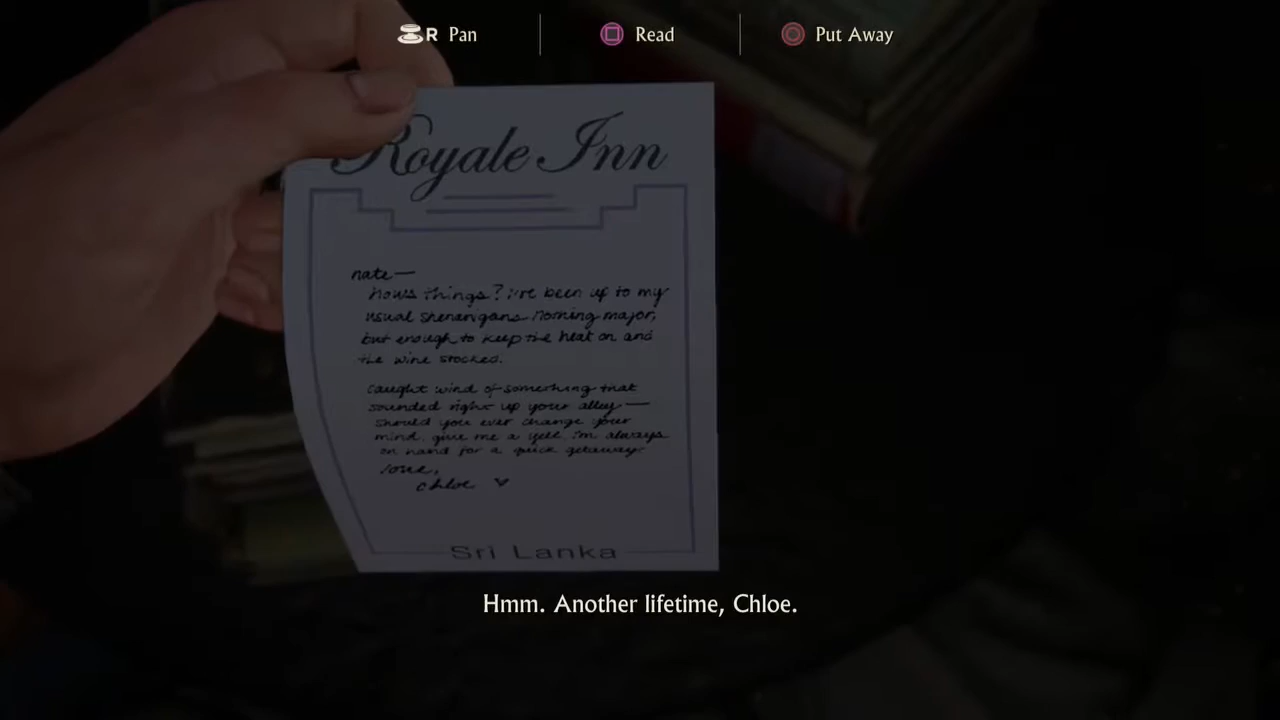 R Pan
Read
Put Away
Royale Inn
nate—
hows things? I've been up to my
usual shenanigans. Nothing major,
but enough to keep the heat on and
the wine stocked.
Caught wind of something that
sounded right up your alley—
should you ever change your
mind, give me a yell. I'm always
on hand for a quick getaway.
love,
chloe
Sri Lanka
Hmm. Another lifetime, Chloe.